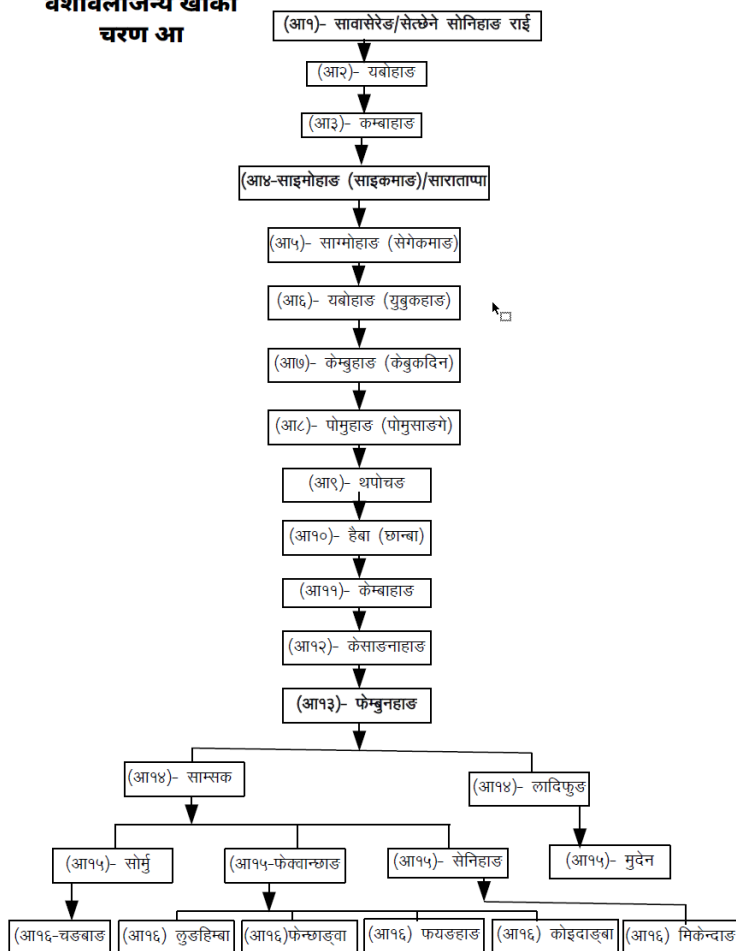 वंशावलीजन्य खाका
चरण आ
(आ१)- सावासेरेङ/सेत्छेने सोनिहाङ राई
(आ२)- यबोहाङ
(आ३)- कम्बाहाङ
(आ४-साइमोहाङ (साइकमाङ)/साराताप्पा
(आ५)- साग्मोहाङ (सेगेकमाङ)
(आ६)- यबोहाङ (युबुकहाङ)
(आ७)- केम्बुहाङ (केबुकदिन)
(आ८)- पोमुहाङ (पोमुसाङगे)
(आ९)- थपोचङ
(आ१०)- हैबा (छान्बा)
(आ११)- केम्बाहाङ
(आ१२)- केसाङनाहाङ
(आ१३)- फेम्बुनहाङ
(आ१४)- साम्सक
(आ१४)- लादिफुङ
(आ१५)- सोर्मु
(आ१५-फेक्वान्छाङ
(आ१५)- सेनिहाङ
(आ१५)- मुदेन
(आ१६-चङबाङ
(आ१६) लुङहिम्बा
(आ१६)फेन्छाङ्वा
(आ१६) फयङहाङ
(आ१६) कोइदाङ्बा
(आ१६) मिकेन्दाङ